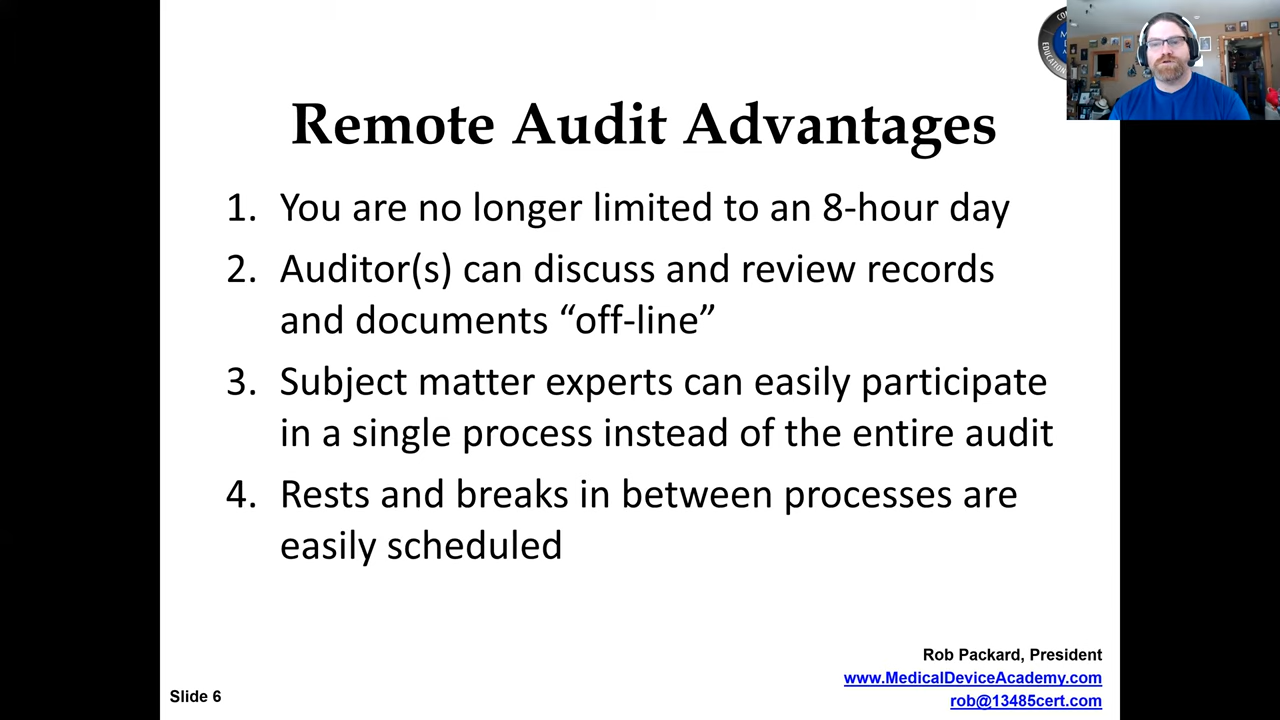 Remote Audit Advantages
1. You are no longer limited to an 8-hour day
2. Auditor(s) can discuss and review records
and documents “off-line”
3. Subject matter experts can easily participate
in a single process instead of the entire audit
4. Rests and breaks in between processes are
easily scheduled
Rob Packard, President
www.MedicalDeviceAcademy.com
rob@13485cert.com
Slide 6